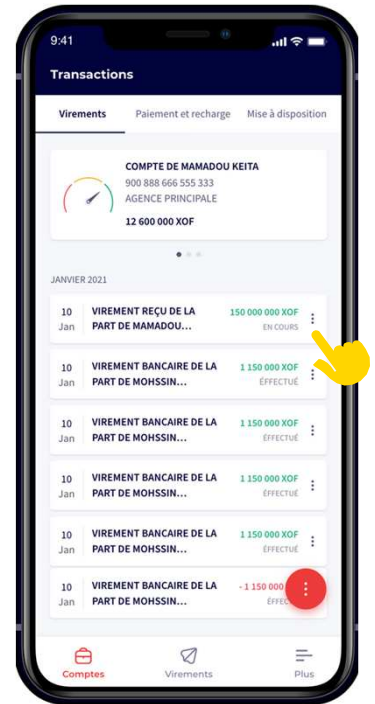 9:41
Transactions
Virements Paiement et recharge Mise à disposition
COMPTE DE MAMADOU KEITA
900 888 666 555 333
AGENCE PRINCIPALE
12 600 000 XOF
JANVIER 2021
10 VIREMENT REÇU DE LA 150 000 000 XOF
Jan PART DE MAMADOU... EN COURS
10 VIREMENT BANCAIRE DE LA 1 150 000 XOF
Jan PART DE MOHSSIN... ÉFFECTUÉ
10 VIREMENT BANCAIRE DE LA 1 150 000 XOF
Jan PART DE MOHSSIN... ÉFFECTUÉ
10 VIREMENT BANCAIRE DE LA 1 150 000 XOF
Jan PART DE MOHSSIN... ÉFFECTUÉ
10 VIREMENT BANCAIRE DE LA 1 150 000 XOF
Jan PART DE MOHSSIN... ÉFFECTUÉ
10 VIREMENT BANCAIRE DE LA - 1 150 000
Jan PART DE MOHSSIN...
Comptes Virements Plus